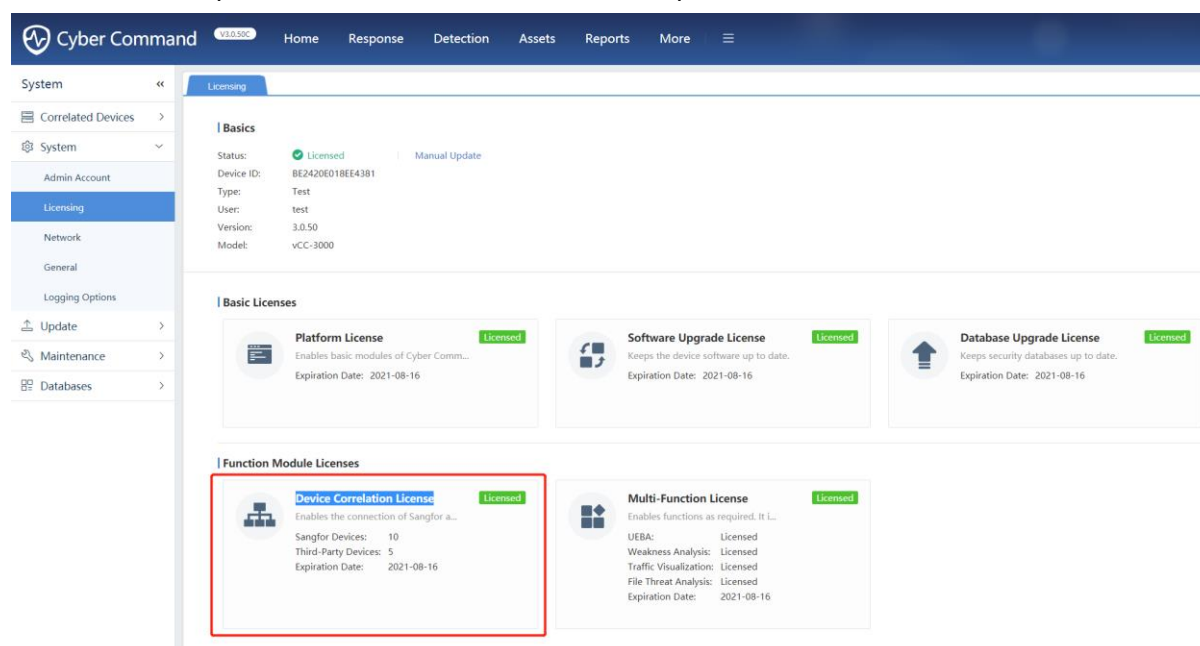 Cyber Command V3.0.50C Home Response Detection Assets Reports More
System «
Licensing
Correlated Devices
System
Admin Account
Licensing
Network
General
Logging Options
Update
Maintenance
Databases
Basics
Status: Licensed Manual Update
Device ID: BE2420E018EE4381
Type: Test
User: test
Version: 3.0.50
Model: vCC-3000
Basic Licenses
Platform License Licensed
Enables basic modules of Cyber Comm...
Expiration Date: 2021-08-16
Software Upgrade License Licensed
Keeps the device software up to date.
Expiration Date: 2021-08-16
Database Upgrade License Licensed
Keeps security databases up to date.
Expiration Date: 2021-08-16
Function Module Licenses
Device Correlation License Licensed
Enables the connection of Sangfor a...
Sangfor Devices: 10
Third-Party Devices: 5
Expiration Date: 2021-08-16
Multi-Function License Licensed
Enables functions as required. It i...
UEBA: Licensed
Weakness Analysis: Licensed
Traffic Visualization: Licensed
File Threat Analysis: Licensed
Expiration Date: 2021-08-16